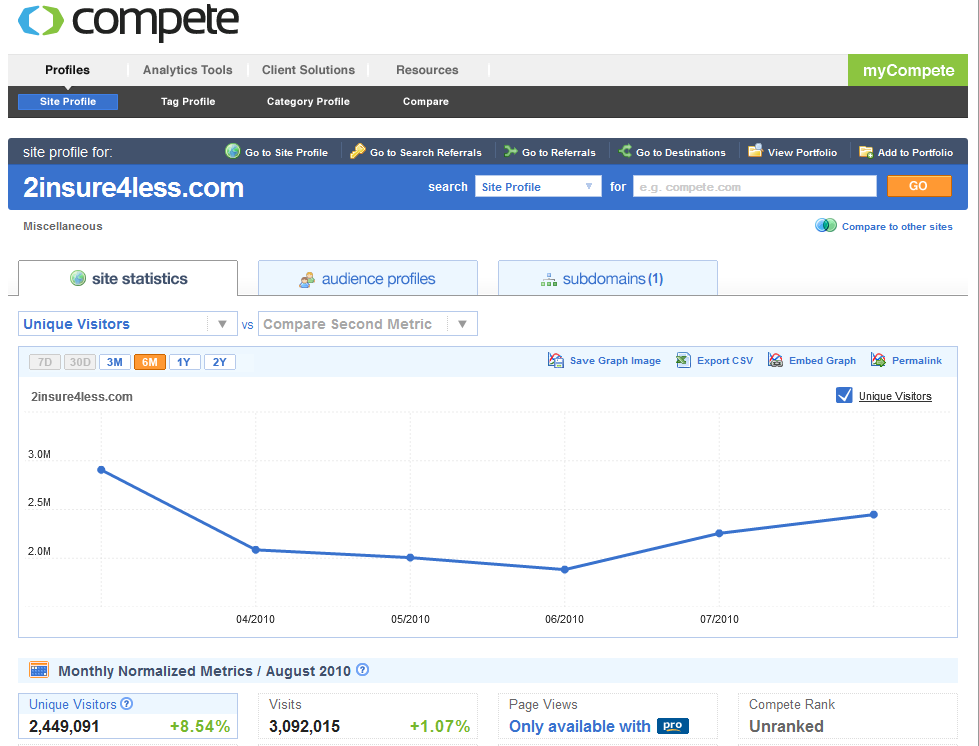 compete
Profiles Analytics Tools Client Solutions Resources myCompete
Site Profile Tag Profile Category Profile Compare
site profile for: Go to Site Profile Go to Search Referrals Go to Referrals Go to Destinations View Portfolio Add to Portfolio
2insure4less.com search Site Profile for e.g. compete.com GO
Miscellaneous Compare to other sites
site statistics audience profiles subdomains (1)
Unique Visitors vs Compare Second Metric
7D 30D 3M 6M 1Y 2Y Save Graph Image Export CSV Embed Graph Permalink
2insure4less.com Unique Visitors
3.0M
2.5M
2.0M
04/2010 05/2010 06/2010 07/2010
Monthly Normalized Metrics / August 2010 ?
Unique Visitors ? Visits Page Views Compete Rank
2,449,091 +8.54% 3,092,015 +1.07% Only available with pro Unranked